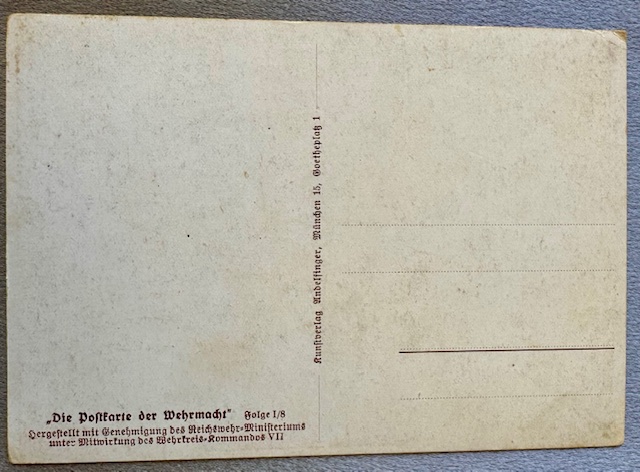 „Die Postkarte der Wehrmacht“ Folge I/8
Hergestellt mit Genehmigung des Reichswehr-Ministeriums
unter Mitwirkung des Wehrkreis-Kommandos VII
Kunstverlag Andelfinger, München 15, Goetheplatz 1